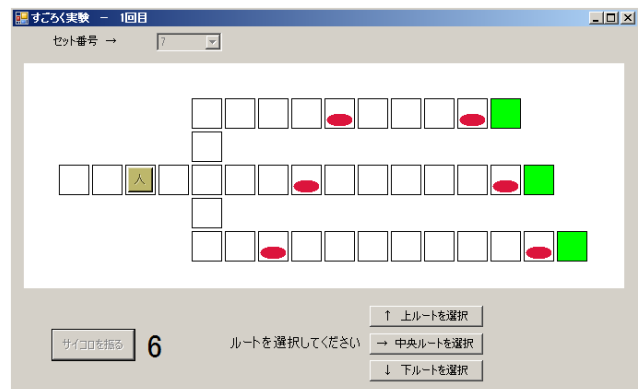 すごろく実験 － 1回目
セット番号 → 7
人
↑ 上ルートを選択
サイコロを振る 6 ルートを選択してください → 中央ルートを選択
↓ 下ルートを選択